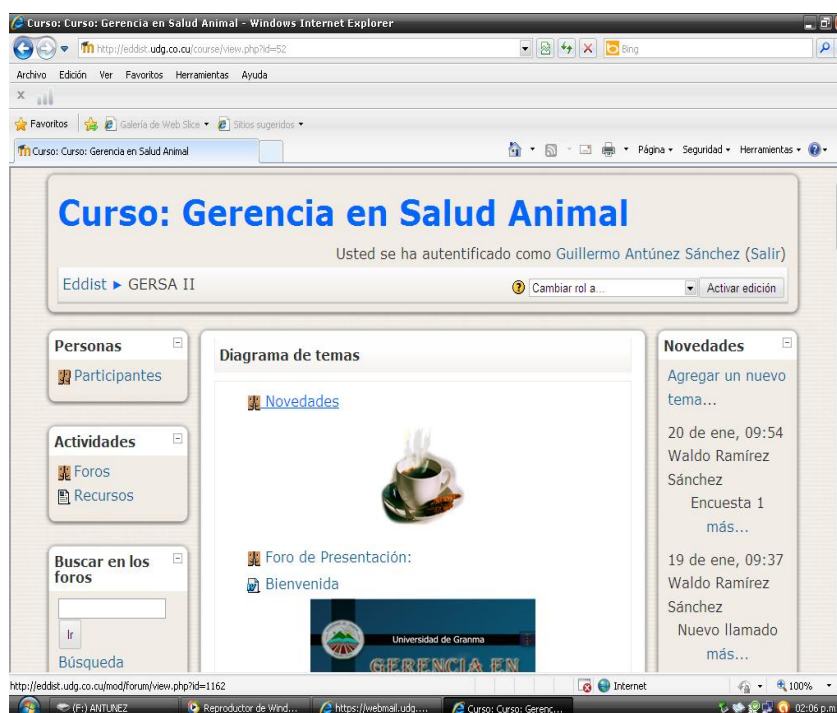 Curso: Curso: Gerencia en Salud Animal - Windows Internet Explorer
http://eddist.udg.co.cu/course/view.php?id=52
Bing
Archivo Edición Ver Favoritos Herramientas Ayuda
X
Favoritos Galería de Web Slice Sitios sugeridos
Curso: Curso: Gerencia en Salud Animal
Página Seguridad Herramientas
Curso: Gerencia en Salud Animal
Usted se ha autentificado como Guillermo Antúnez Sánchez (Salir)
Eddist ► GERSA II
Cambiar rol a...
Activar edición
Personas
Participantes
Actividades
Foros
Recursos
Buscar en los
foros
Ir
Búsqueda
Diagrama de temas
Novedades
Foro de Presentación:
Bienvenida
Universidad de Granma
GERENCIA EN
Novedades
Agregar un nuevo
tema...
20 de ene, 09:54
Waldo Ramírez
Sánchez
Encuesta 1
más...
19 de ene, 09:37
Waldo Ramírez
Sánchez
Nuevo llamado
más...
http://eddist.udg.co.cu/mod/forum/view.php?id=1162
Internet
100%
(F:) ANTUNEZ
Reproductor de Wind...
https://webmail.udg....
Curso: Curso: Gerenc...
02:06 p.m.